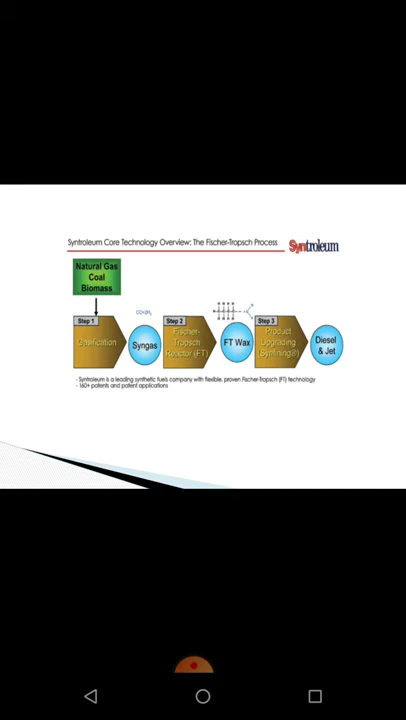 Syntroleum Core Technology Overview: The Fischer-Tropsch Process
Syntroleum
Natural Gas
Coal
Biomass
Step 1
Gasification
CO+2H₂
Syngas
Step 2
Fischer-
Tropsch
Reactor (FT)
FT Wax
Step 3
Product
Upgrading
(Synfining®)
Diesel
& Jet
- Syntroleum is a leading synthetic fuels company with flexible, proven Fischer-Tropsch (FT) technology
- 160+ patents and patent applications